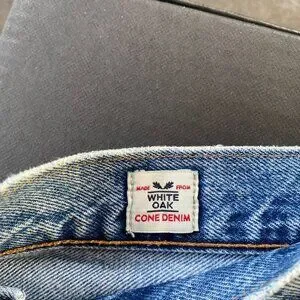 MADE FROM
WHITE
OAK
CONE DENIM